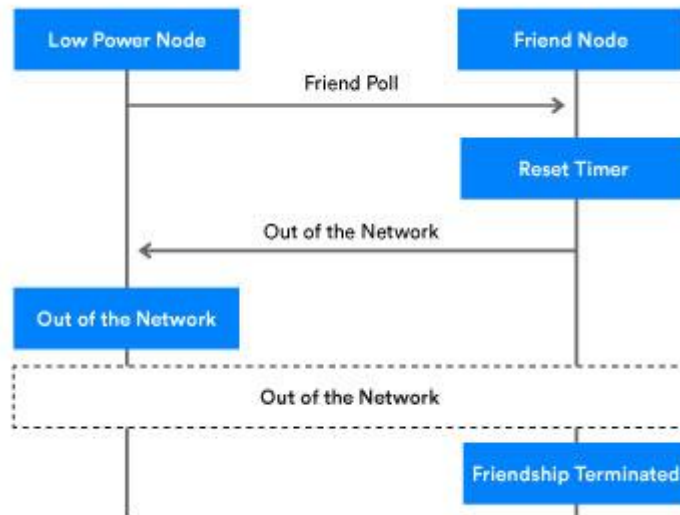 Low Power Node
Friend Node
Friend Poll
Reset Timer
Out of the Network
Out of the Network
Out of the Network
Friendship Terminated